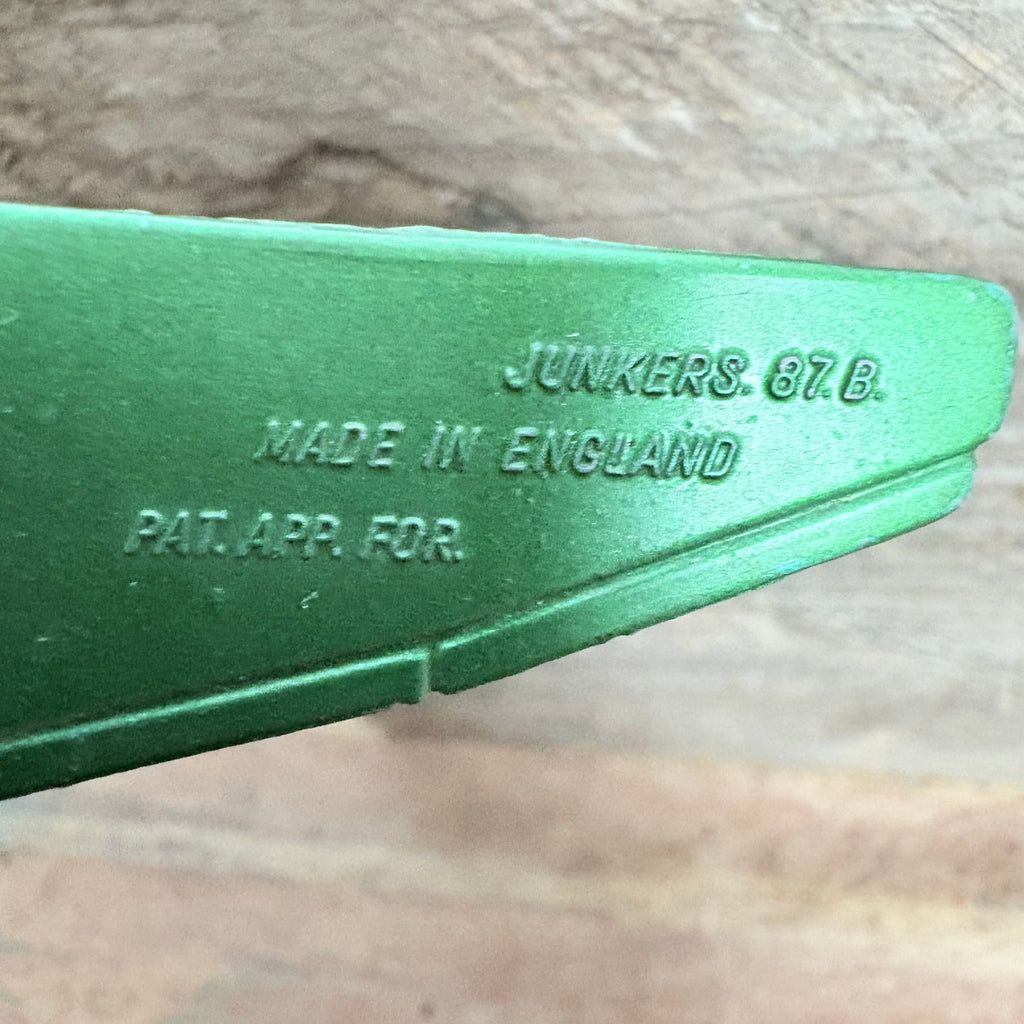 JUNKERS. 87. B.
MADE IN ENGLAND
PAT. APP. FOR.